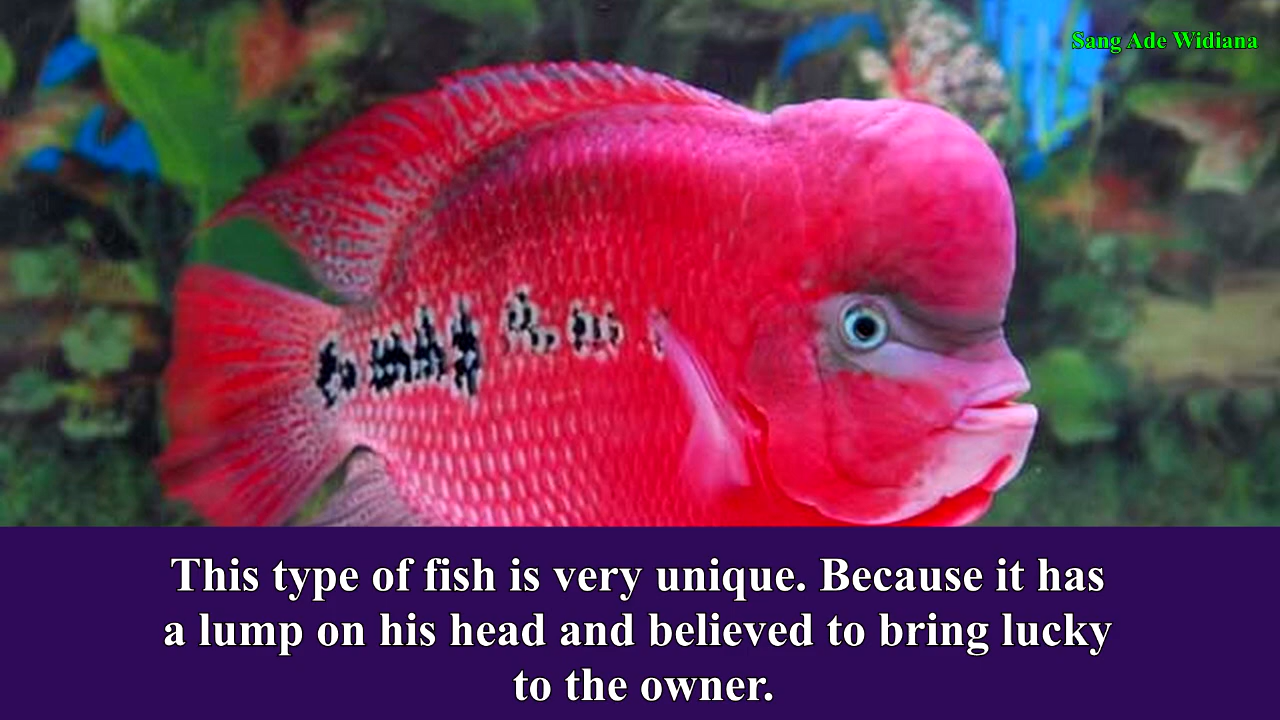 Sang Ade Widiana
This type of fish is very unique. Because it has
a lump on his head and believed to bring lucky
to the owner.